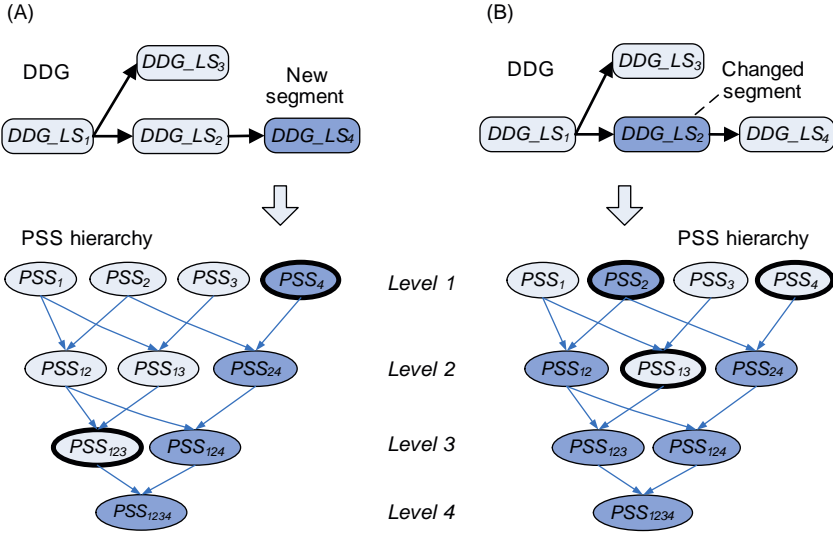 (A)
DDG
DDG_LS3
New
segment
DDG_LS1
DDG_LS2
DDG_LS4
PSS hierarchy
PSS1
PSS2
PSS3
PSS4
PSS12
PSS13
PSS24
PSS123
PSS124
PSS1234
Level 1
Level 2
Level 3
Level 4
(B)
DDG
DDG_LS3
Changed
segment
DDG_LS1
DDG_LS2
DDG_LS4
PSS hierarchy
PSS1
PSS2
PSS3
PSS4
PSS12
PSS13
PSS24
PSS123
PSS124
PSS1234